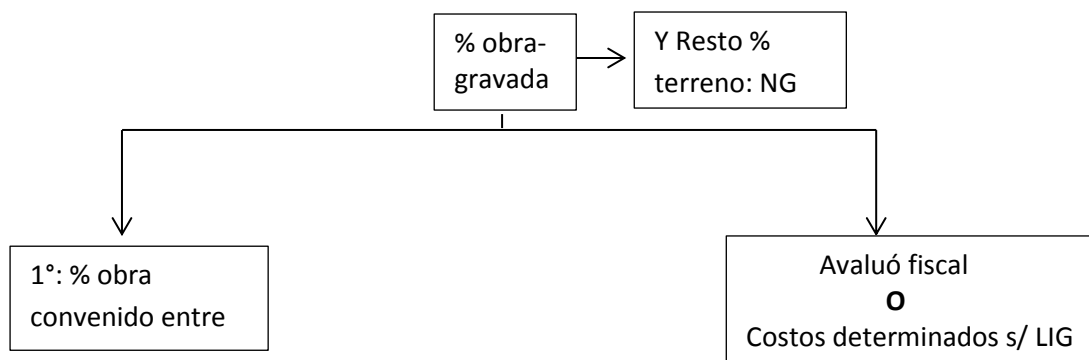 % obra-
gravada
Y Resto %
terreno: NG
1°: % obra
convenido entre
Avaluó fiscal
O
Costos determinados s/ LIG